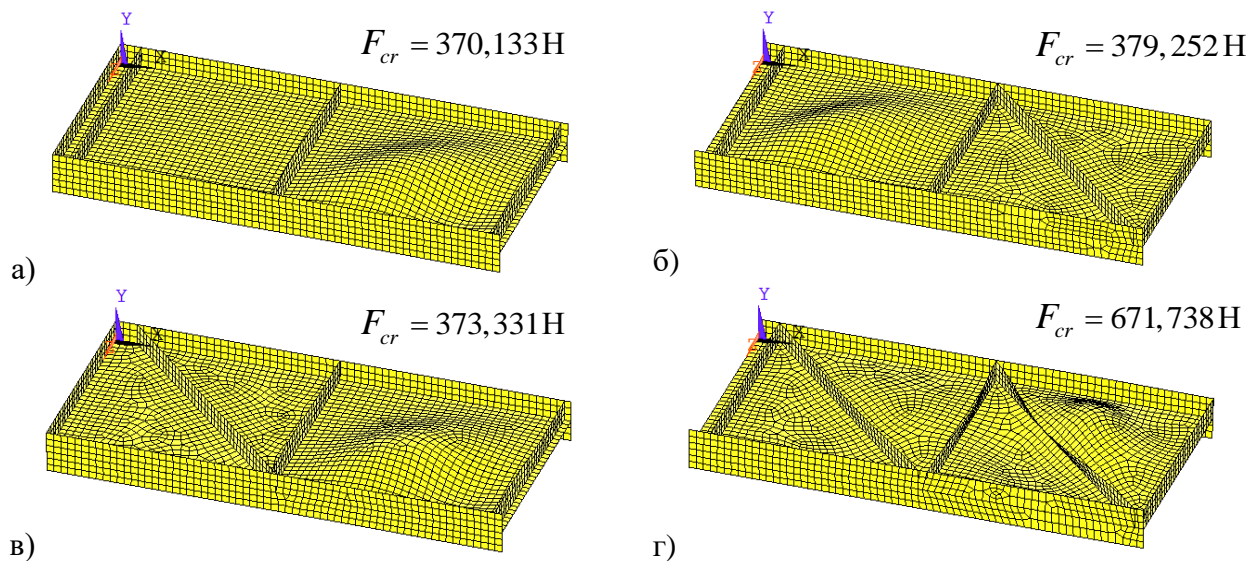 Y
X
Z
F_cr = 370,133 Н
а)
Y
X
Z
F_cr = 379,252 Н
б)
Y
X
F_cr = 373,331 Н
в)
Y
X
Z
F_cr = 671,738 Н
г)